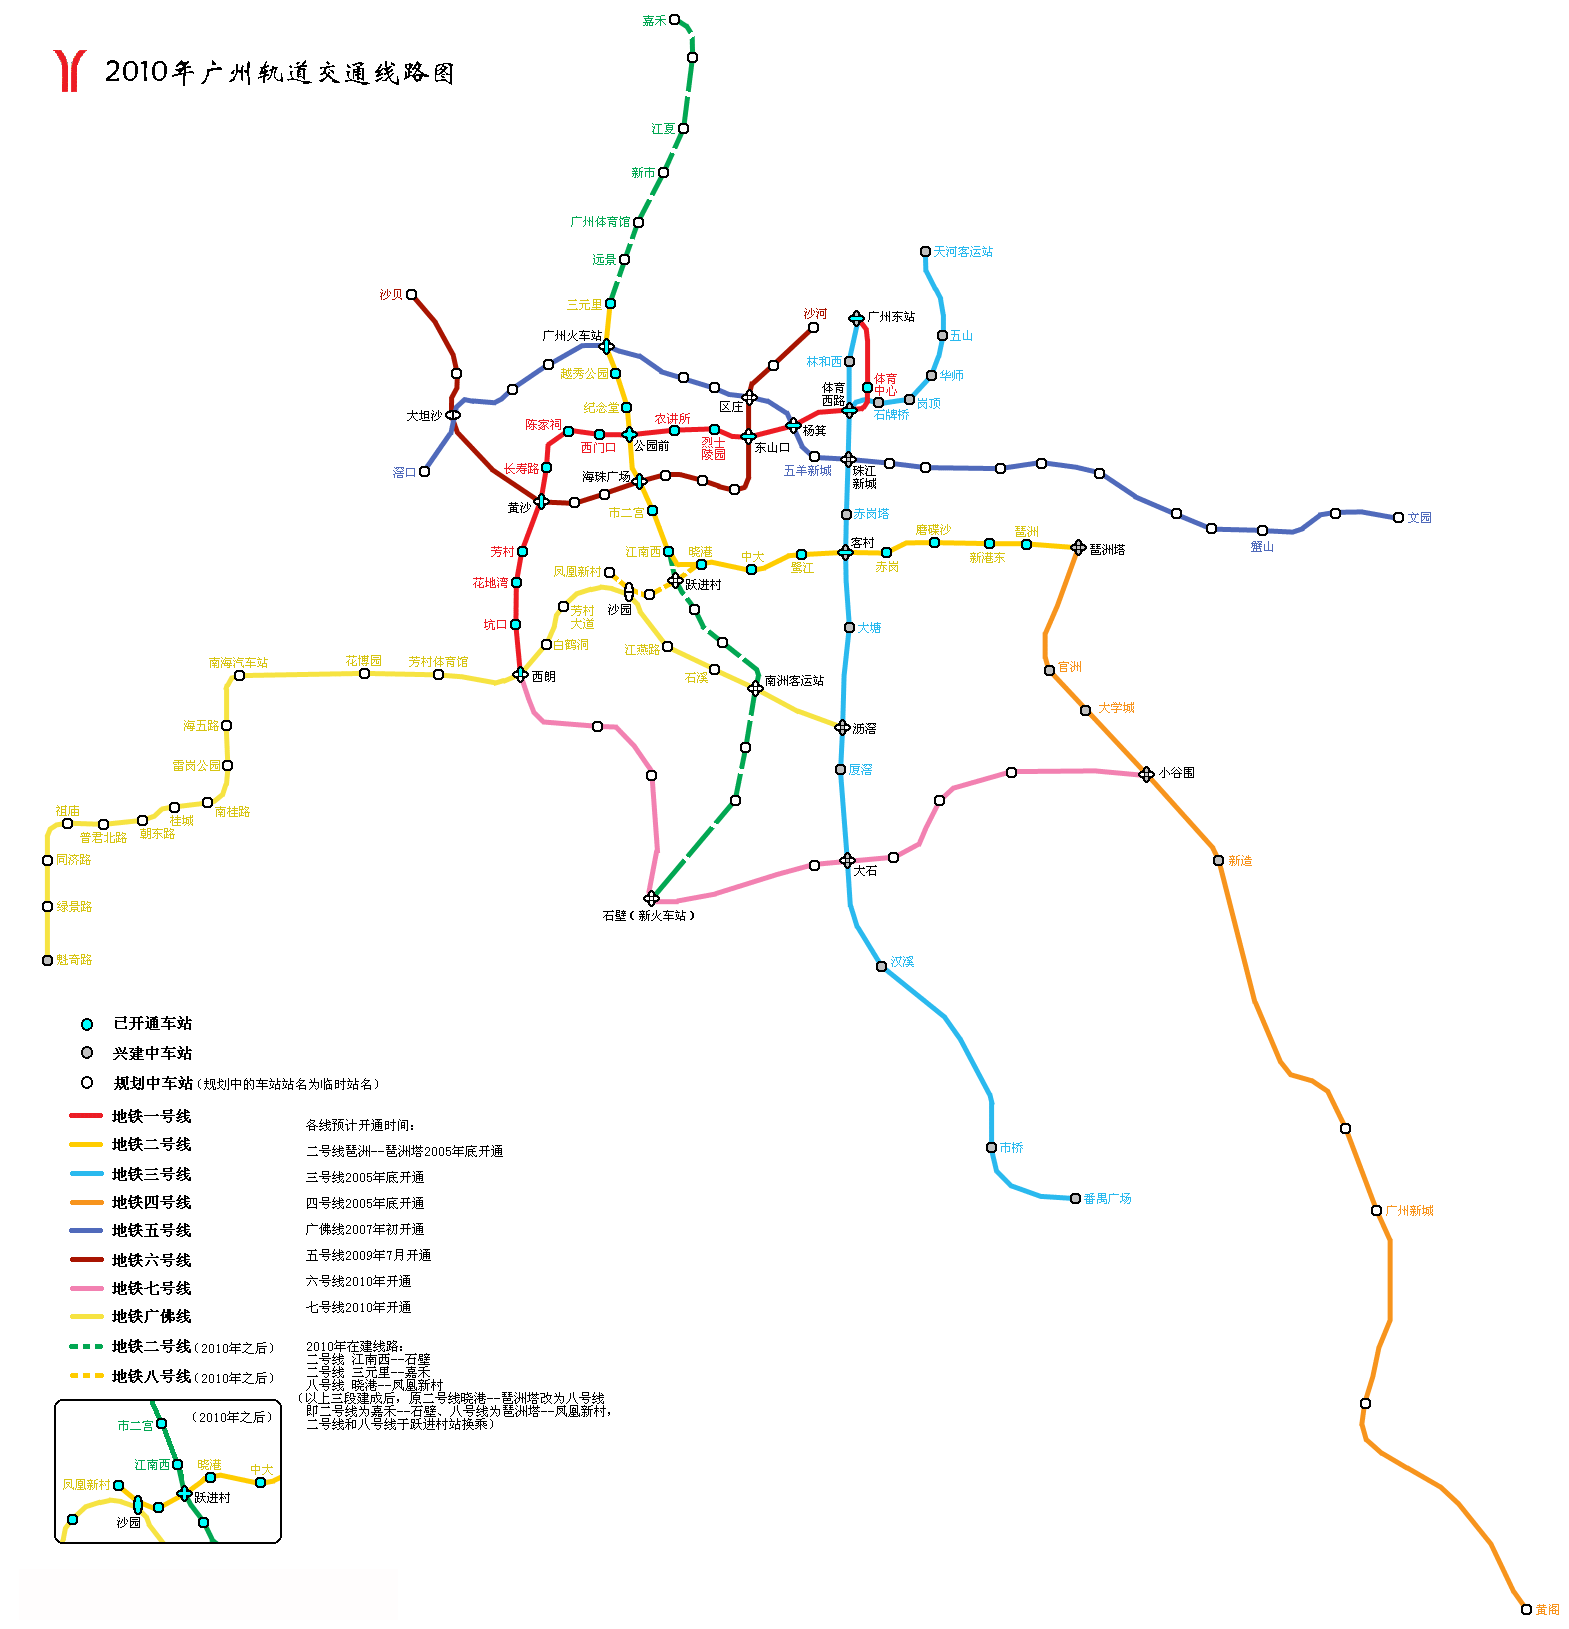 嘉禾
2010年广州轨道交通线路图
江夏
新市
广州体育馆
远景
天河客运站
沙贝
三元里
沙河
广州东站
广州火车站
五山
林和西
越秀公园
体育
中心
华师
体育
西路
区庄
纪念堂
岗顶
石牌桥
大坦沙
陈家祠
农讲所
杨箕
西门口
公园前
烈士
陵园
东山口
长寿路
滘口
海珠广场
五羊新城
珠江
新城
黄沙
市二宫
赤岗塔
文园
磨碟沙
琶洲
客村
琶洲塔
蟹山
芳村
江南西
晓港
中大
蟹江
赤岗
新港东
凤凰新村
花地湾
跃进村
沙园
芳村
大道
坑口
大塘
白鹤洞
江燕路
南海汽车站
花博园
芳村体育馆
西朗
石溪
南洲客运站
官洲
大学城
海五路
沥滘
雷岗公园
厦滘
小谷围
祖庙
南桂路
桂城
普君北路
朝东路
同济路
大石
新造
绿景路
石壁（新火车站）
魁奇路
汉溪
已开通车站
兴建中车站
规划中车站（规划中的车站站名为临时站名）
地铁一号线
地铁二号线
地铁三号线
地铁四号线
地铁五号线
地铁六号线
地铁七号线
地铁广佛线
地铁二号线（2010年之后）
地铁八号线（2010年之后）
各线预计开通时间：
二号线琶洲--琶洲塔2005年底开通
三号线2005年底开通
四号线2005年底开通
广佛线2007年初开通
五号线2009年7月开通
六号线2010年开通
七号线2010年开通
2010年在建线路：
二号线 江南西--石壁
二号线 三元里--嘉禾
八号线 晓港--凤凰新村
（以上三段建成后，原二号线晓港--琶洲塔改为八号线
即二号线为嘉禾--石壁、八号线为琶洲塔--凤凰新村，
二号线和八号线于跃进村站换乘）
市桥
番禺广场
广州新城
黄阁
（2010年之后）
市二宫
江南西
晓港
中大
凤凰新村
跃进村
沙园